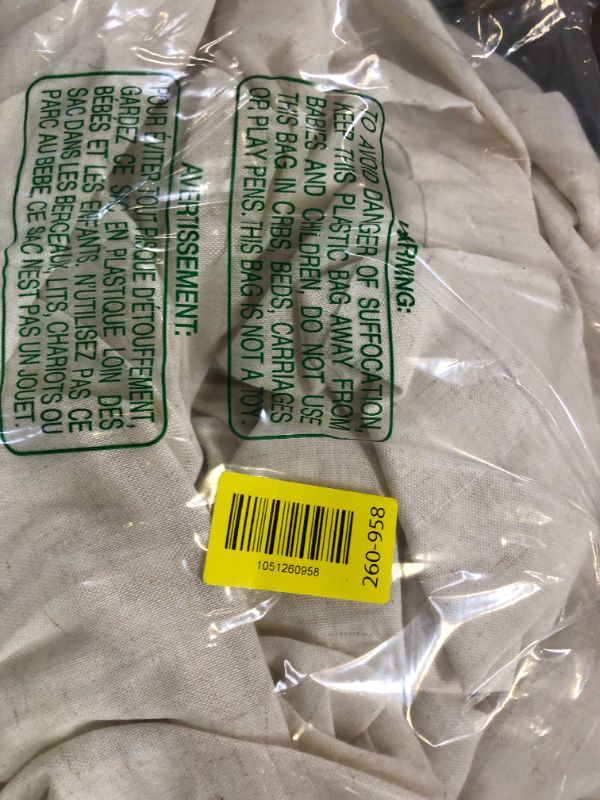 WARNING:
TO AVOID DANGER OF SUFFOCATION,
KEEP THIS PLASTIC BAG AWAY FROM
BABIES AND CHILDREN. DO NOT USE
THIS BAG IN CRIBS, BEDS, CARRIAGES
OR PLAY PENS. THIS BAG IS NOT A TOY.
AVERTISSEMENT:
POUR ÉVITER TOUT RISQUE D'ÉTOUFFEMENT,
GARDEZ CE SAC EN PLASTIQUE LOIN DES
BÉBÉS ET LES ENFANTS. N'UTILISEZ PAS CE
SAC DANS LES BERCEAUX, LITS, CHARIOTS OU
PARC AU BEBE. CE SAC N'EST PAS UN JOUET.
1051260958
260-958